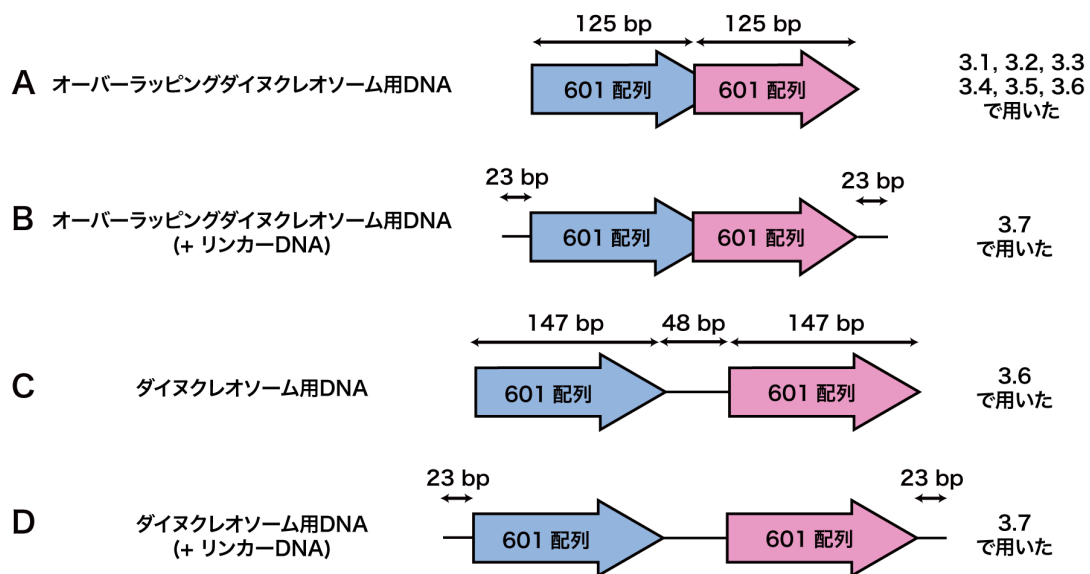 125 bp 125 bp
A オーバーラッピングダイヌクレオソーム用DNA 601 配列 601 配列 3.1, 3.2, 3.3
3.4, 3.5, 3.6
で用いた
23 bp 23 bp
B オーバーラッピングダイヌクレオソーム用DNA
(+ リンカーDNA) 601 配列 601 配列 3.7
で用いた
147 bp 48 bp 147 bp
C ダイヌクレオソーム用DNA 601 配列 601 配列 3.6
で用いた
23 bp 23 bp
D ダイヌクレオソーム用DNA
(+ リンカーDNA) 601 配列 601 配列 3.7
で用いた